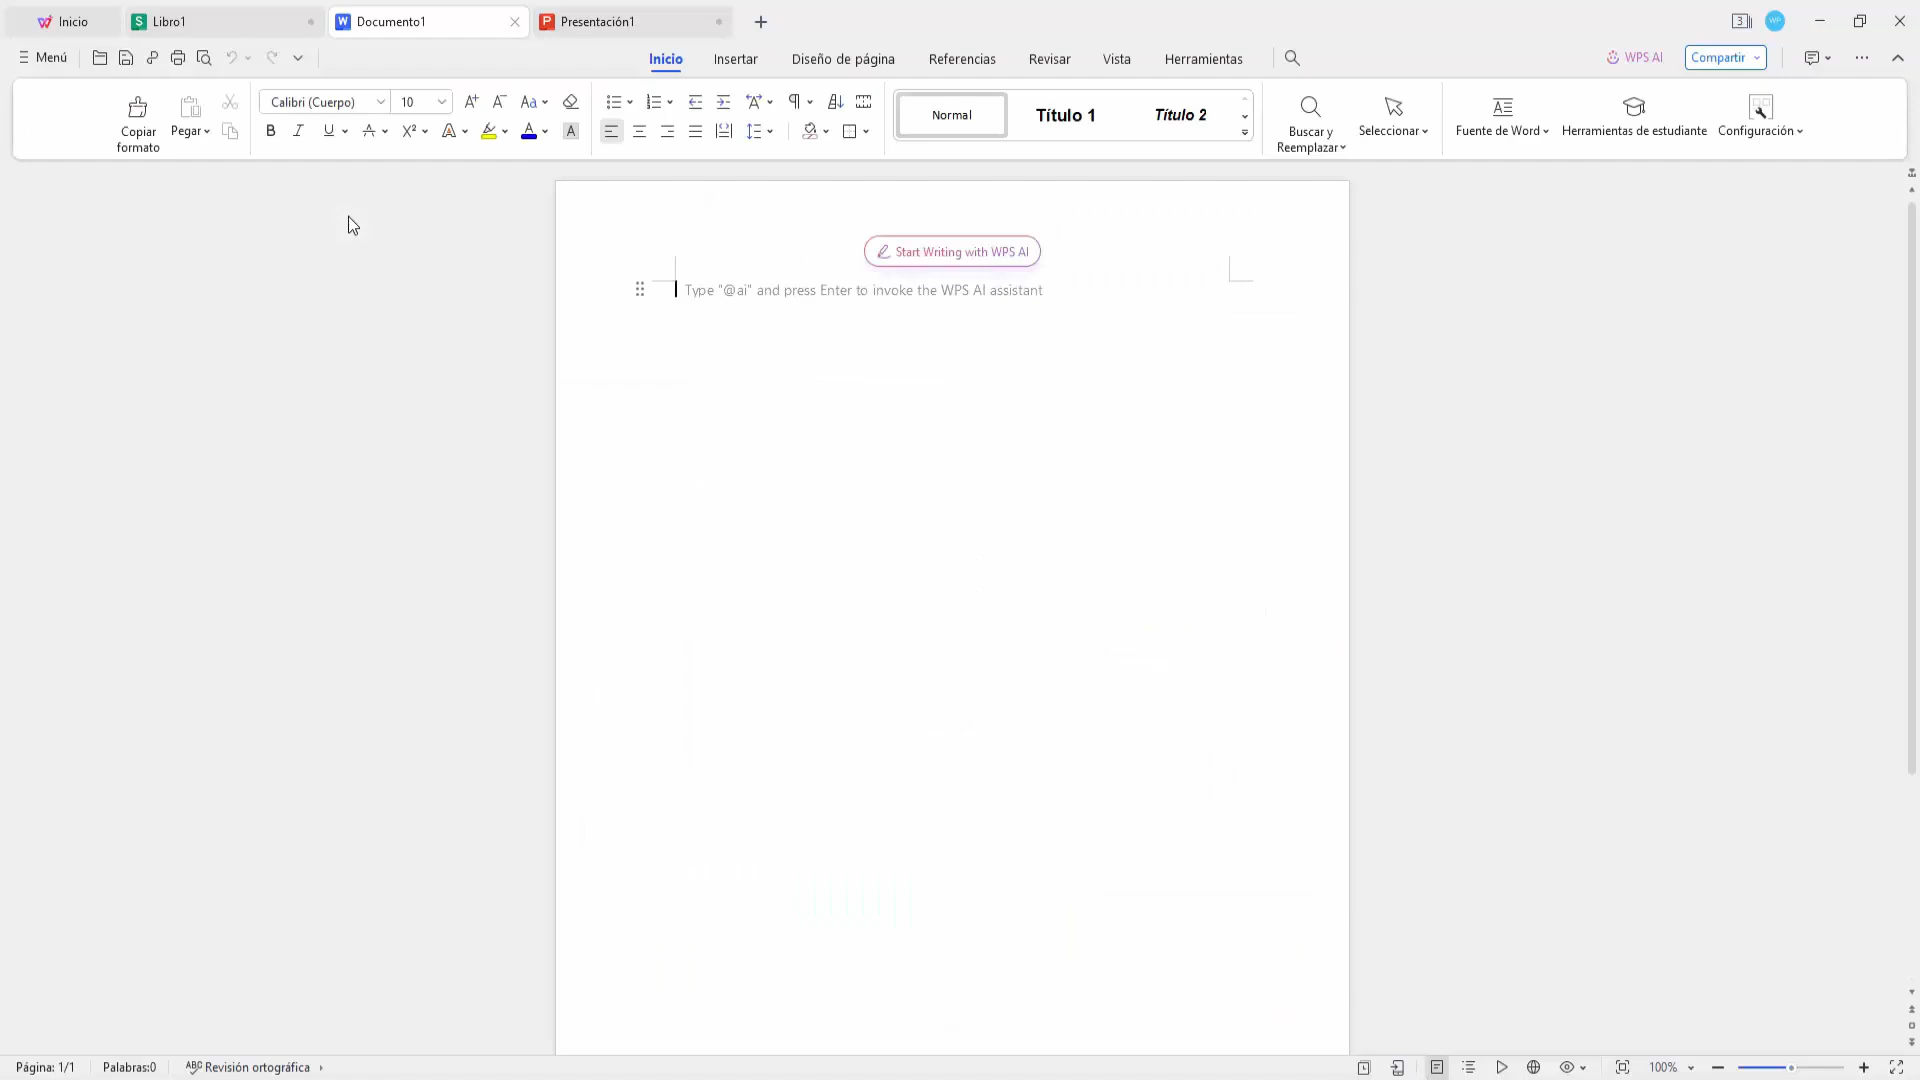 Inicio
Libro1
Documento1
Presentación1
Menú
Inicio
Insertar
Diseño de página
Referencias
Revisar
Vista
Herramientas
WPS AI
Compartir
Copiar
formato
Pegar
Calibri (Cuerpo)
10
Normal
Título 1
Título 2
Buscar y
Reemplazar
Seleccionar
Fuente de Word
Herramientas de estudiante
Configuración
Start Writing with WPS AI
Type "@ai" and press Enter to invoke the WPS AI assistant
Página: 1/1
Palabras:0
Revisión ortográfica
100%